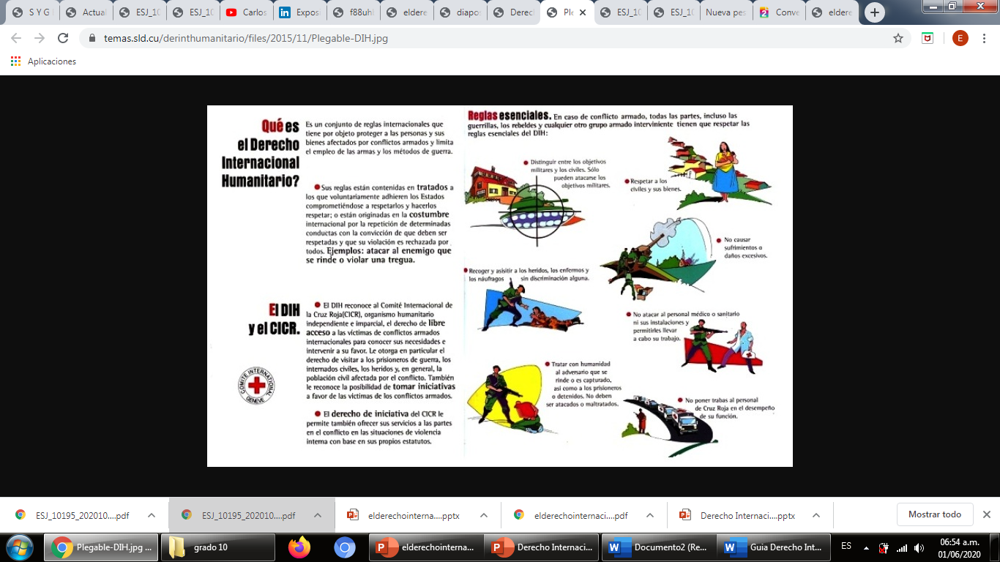 S Y G
Actual
ESJ_10
ESJ_10
Carlos
Expos
f88uhl
eldere
diapos
Derec
Ple
ESJ_10
ESJ_10
Nueva pes
Conve
eldere
temas.sld.cu/derinthumanitario/files/2015/11/Plegable-DIH.jpg
E
Aplicaciones
Qué es
el Derecho
Internacional
Humanitario?
Es un conjunto de reglas internacionales que
tiene por objeto proteger a las personas y sus
bienes afectados por conflictos armados y limita
el empleo de las armas y los métodos de guerra.
Sus reglas están contenidas en tratados a
los que voluntariamente adhieren los Estados
comprometiéndose a respetarlos y hacerlos
respetar; o están originadas en la costumbre
internacional por la repetición de determinadas
conductas con la convicción de que deben ser
respetadas y que su violación es rechazada por
todos. Ejemplos: atacar al enemigo que
se rinde o violar una tregua.
El DIH
y el CICR.
COMITE INTERNATIONAL
GENEVE
El DIH reconoce al Comité Internacional de
la Cruz Roja(CICR), organismo humanitario
independiente e imparcial, el derecho de libre
acceso a las víctimas de conflictos armados
internacionales para conocer sus necesidades e
intervenir a su favor. Le otorga en particular el
derecho de visitar a los prisioneros de guerra, los
internados civiles, los heridos y, en general, la
población civil afectada por el conflicto. También
le reconoce la posibilidad de tomar iniciativas
a favor de las víctimas de los conflictos armados.
El derecho de iniciativa del CICR le
permite también ofrecer sus servicios a las partes
en el conflicto en las situaciones de violencia
interna con base en sus propios estatutos.
Reglas esenciales. En caso de conflicto armado, todas las partes, incluso las
guerrillas, los rebeldes y cualquier otro grupo armado interviniente tienen que respetar las
reglas esenciales del DIH:
Distinguir entre los objetivos
militares y los civiles. Sólo
pueden atacarse los
objetivos militares.
Respetar a los
civiles y sus bienes.
No causar
sufrimientos o
daños excesivos.
Recoger y asisitir a los heridos, los enfermos y
los náufragos sin discriminación alguna.
No atacar al personal médico o sanitario
ni sus instalaciones y
permitirles llevar
a cabo su trabajo.
Tratar con humanidad
al adversario que se
rinde o es capturado,
así como a los prisioneros
o detenidos. No deben
ser atacados o maltratados.
No poner trabas al personal
de Cruz Roja en el desempeño
de su función.
ESJ_10195_202010....pdf
ESJ_10195_202010....pdf
elderechointerna....pptx
elderechointernaci....pdf
Derecho Internaci....pptx
Mostrar todo
Plegable-DIH.jpg ...
grado 10
elderechointerna...
Derecho Internaci...
Documento2 (Re...
Guia Derecho Int...
ES
06:54 a.m.
01/06/2020